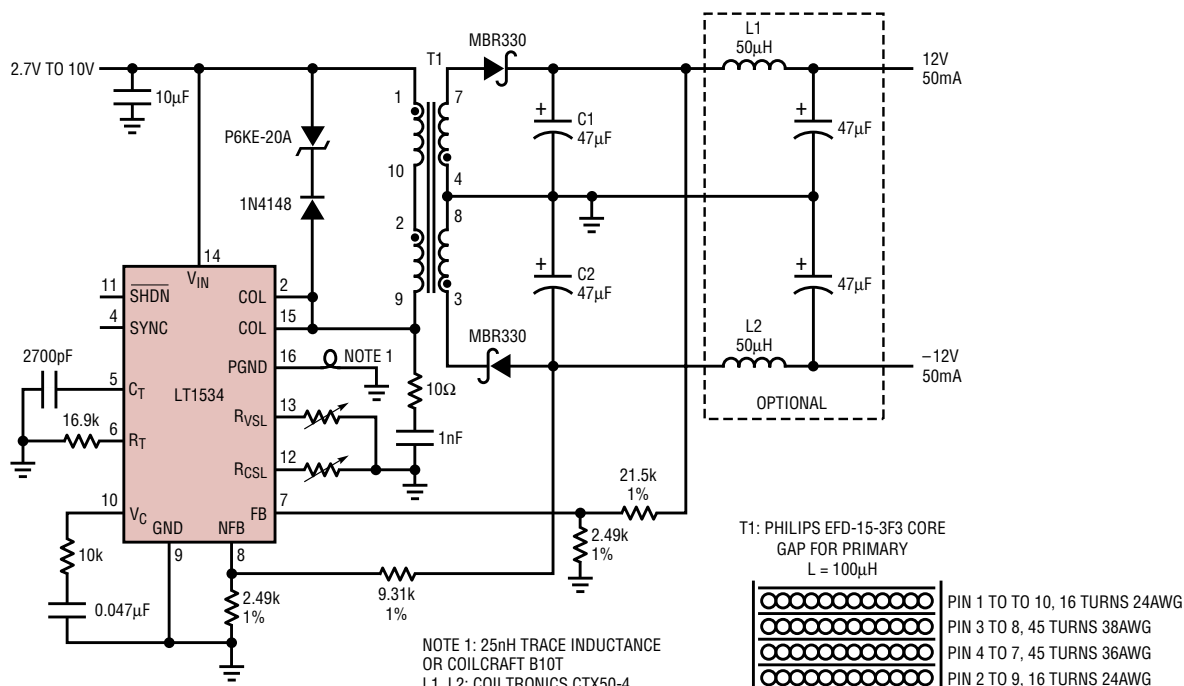 L1
50µH
MBR330
12V
50mA
2.7V TO 10V
T1
10µF
1
7
+
C1
47µF
+
47µF
P6KE-20A
10
4
1N4148
2
8
14
VIN
11
SHDN
COL
2
+
C2
47µF
+
47µF
9
3
4
SYNC
COL
15
MBR330
L2
50µH
2700pF
PGND
16
NOTE 1
–12V
50mA
5
CT
LT1534
10Ω
OPTIONAL
16.9k
6
RT
RVSL
13
1nF
RCSL
12
21.5k
1%
10
VC
FB
7
GND
NFB
2.49k
1%
9
8
10k
0.047µF
2.49k
1%
9.31k
1%
T1: PHILIPS EFD-15-3F3 CORE
GAP FOR PRIMARY
L = 100µH
PIN 1 TO TO 10, 16 TURNS 24AWG
PIN 3 TO 8, 45 TURNS 38AWG
PIN 4 TO 7, 45 TURNS 36AWG
PIN 2 TO 9, 16 TURNS 24AWG
NOTE 1: 25nH TRACE INDUCTANCE
OR COILCRAFT B10T
L1, L2: COILTRONICS CTX50-4